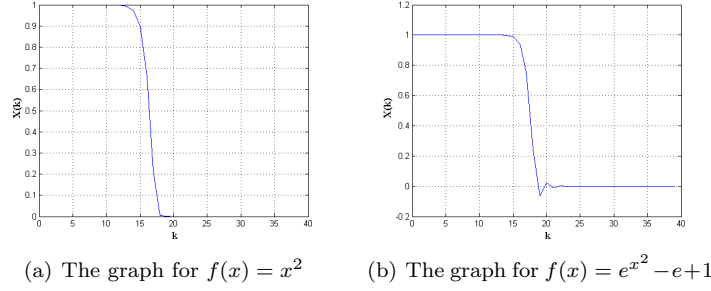 1
0.9
0.8
0.7
0.6
0.5
0.4
0.3
0.2
0.1
0
X(k)
0 5 10 15 20 25 30 35 40
k
(a) The graph for f(x) = x²
1.2
1
0.8
0.6
0.4
0.2
0
-0.2
X(k)
0 5 10 15 20 25 30 35 40
k
(b) The graph for f(x) = e^{x²} − e + 1